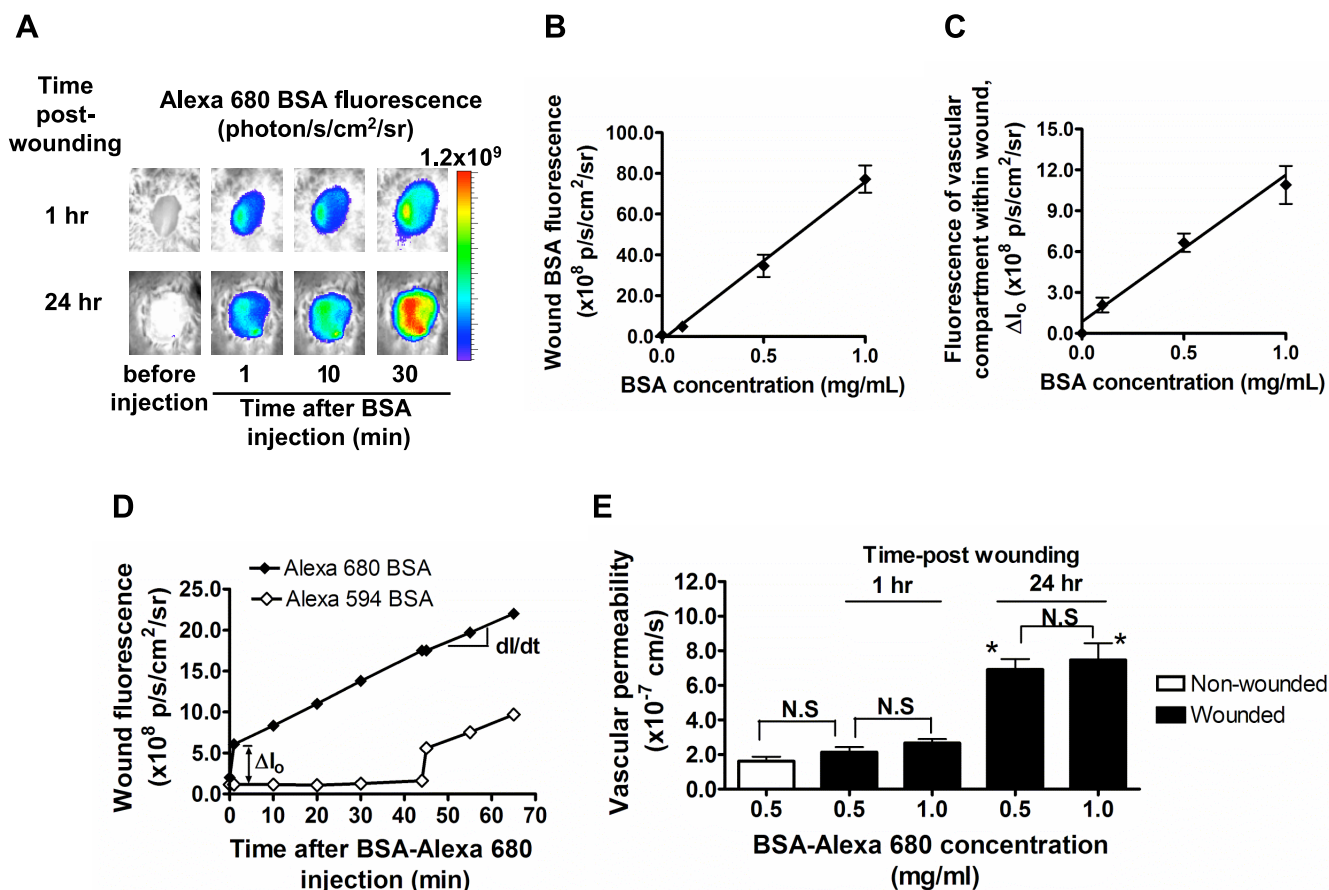 A
Time
post-
wounding
Alexa 680 BSA fluorescence
(photon/s/cm²/sr)
1.2x10⁹
1 hr
24 hr
before
injection
1 10 30
Time after BSA
injection (min)
B
Wound BSA fluorescence
(x10⁸ p/s/cm²/sr)
100.0
80.0
60.0
40.0
20.0
0.0
0.0 0.5 1.0
BSA concentration (mg/mL)
C
Fluorescence of vascular
compartment within wound,
ΔIₒ (x10⁸ p/s/cm²/sr)
15.0
12.0
9.0
6.0
3.0
0.0
0.0 0.5 1.0
BSA concentration (mg/mL)
D
Wound fluorescence
(x10⁸ p/s/cm²/sr)
Alexa 680 BSA
Alexa 594 BSA
25.0
20.0
15.0
10.0
5.0
0.0
dI/dt
ΔIₒ
0 10 20 30 40 50 60 70
Time after BSA-Alexa 680
injection (min)
E
Vascular permeability
(x10⁻⁷ cm/s)
Time-post wounding
1 hr 24 hr
12.0
10.0
8.0
6.0
4.0
2.0
0.0
N.S
N.S
N.S
* *
Non-wounded
Wounded
0.5 0.5 1.0 0.5 1.0
BSA-Alexa 680 concentration
(mg/ml)